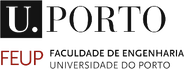 U.PORTO
FEUP FACULDADE DE ENGENHARIA
UNIVERSIDADE DO PORTO